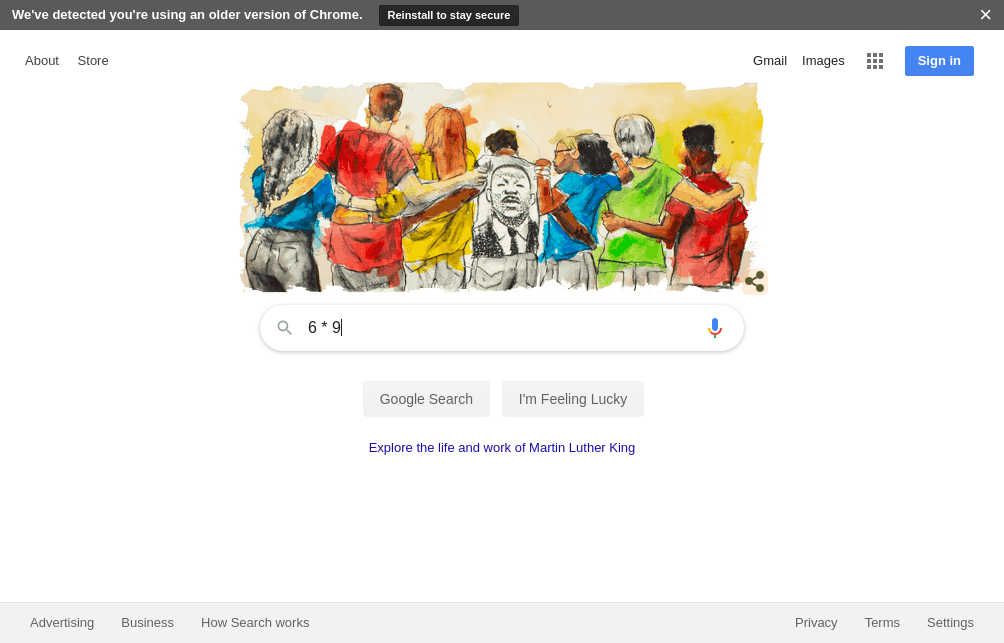 We've detected you're using an older version of Chrome. Reinstall to stay secure ×
About Store Gmail Images Sign in
6 * 9
Google Search I'm Feeling Lucky
Explore the life and work of Martin Luther King
Advertising Business How Search works Privacy Terms Settings